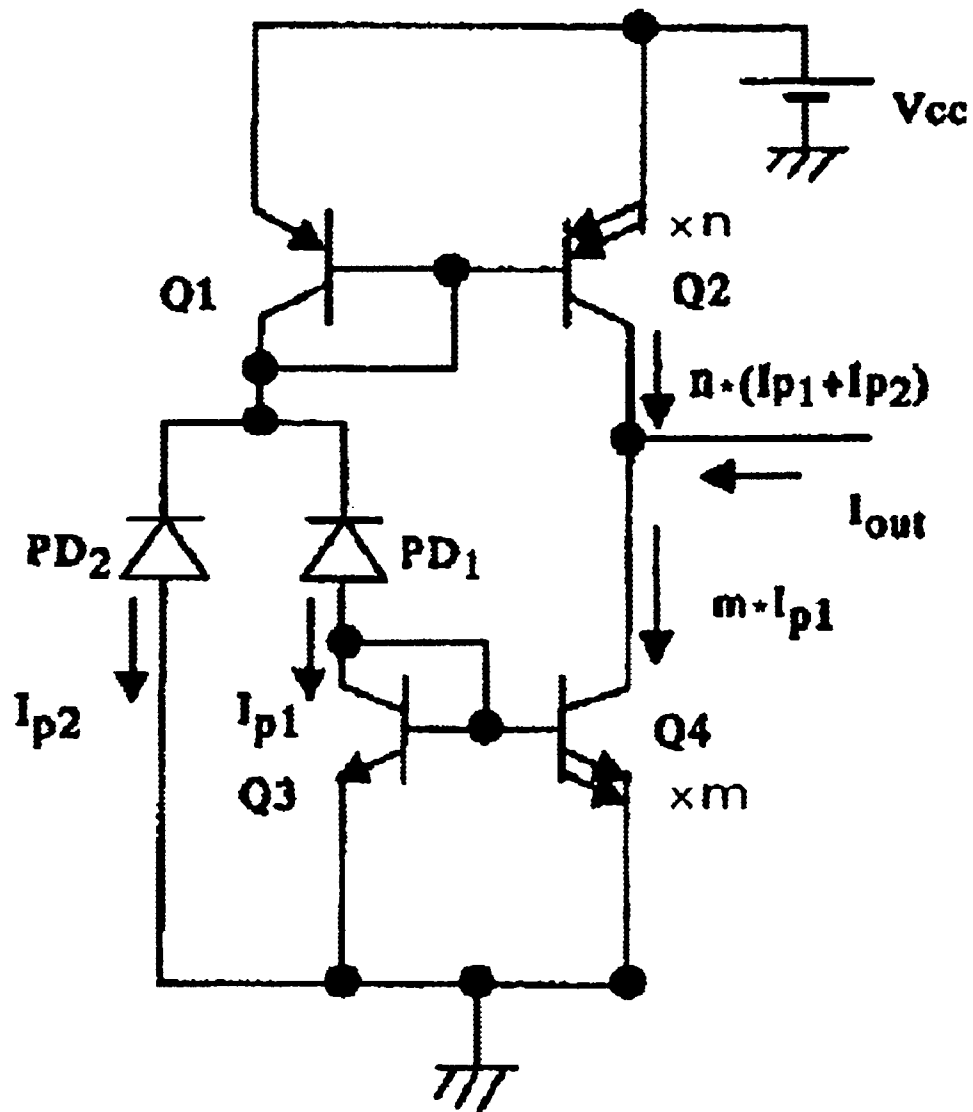 Vcc
×n
Q1
Q2
n*(Ip1+Ip2)
Iout
PD2
PD1
m*Ip1
Ip2
Ip1
Q4
Q3
×m